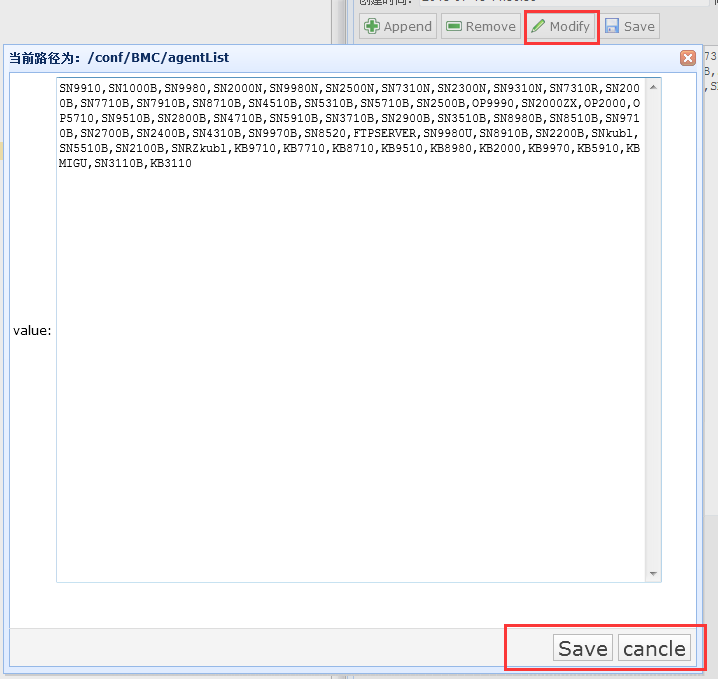 Append Remove Modify Save
当前路径为：/conf/BMC/agentList
SN9910,SN1000B,SN9980,SN2000N,SN9980N,SN2500N,SN7310N,SN2300N,SN9310N,SN7310R,SN200
0B,SN7710B,SN7910B,SN8710B,SN4510B,SN5310B,SN5710B,SN2500B,OP9990,SN2000ZX,OP2000,O
P5710,SN9510B,SN2800B,SN4710B,SN5910B,SN3710B,SN2900B,SN3510B,SN8980B,SN8510B,SN971
0B,SN2700B,SN2400B,SN4310B,SN9970B,SN8520,FTPSERVER,SN9980U,SN8910B,SN2200B,SNkubl,
SN5510B,SN2100B,SNRZkubl,KB9710,KB7710,KB8710,KB9510,KB8980,KB2000,KB9970,KB5910,KB
MIGU,SN3110B,KB3110
value:
Save cancle